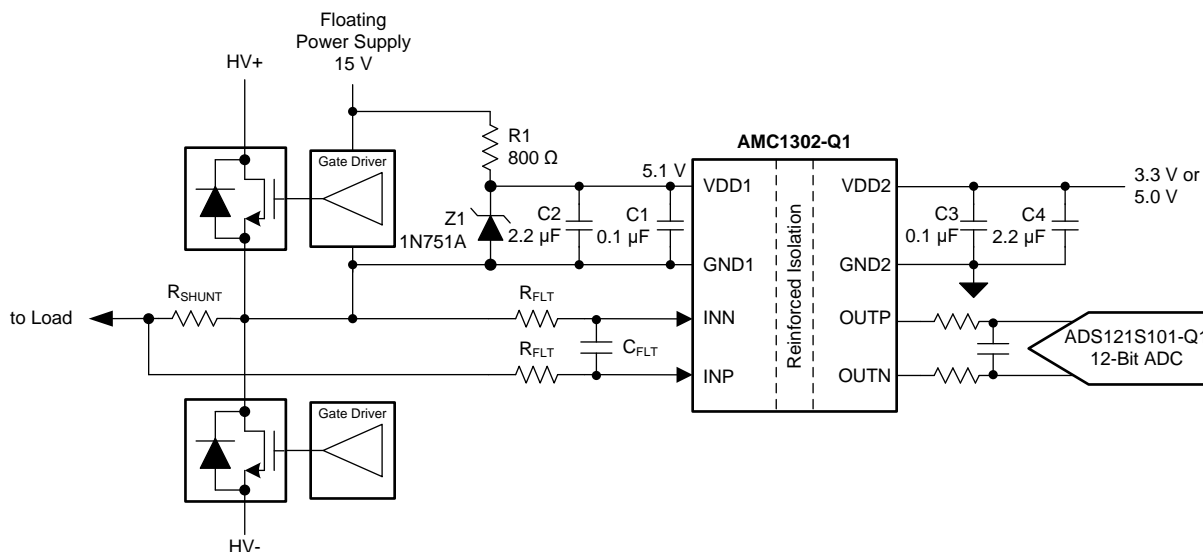 Floating
Power Supply
15 V
HV+
R1
800 Ω
AMC1302-Q1
Gate Driver
5.1 V
VDD1
VDD2
3.3 V or
5.0 V
Z1
1N751A
C2
2.2 µF
C1
0.1 µF
C3
0.1 µF
C4
2.2 µF
GND1
GND2
Reinforced Isolation
RSHUNT
to Load
RFLT
INN
OUTP
CFLT
RFLT
INP
OUTN
ADS121S101-Q1
12-Bit ADC
Gate Driver
HV-